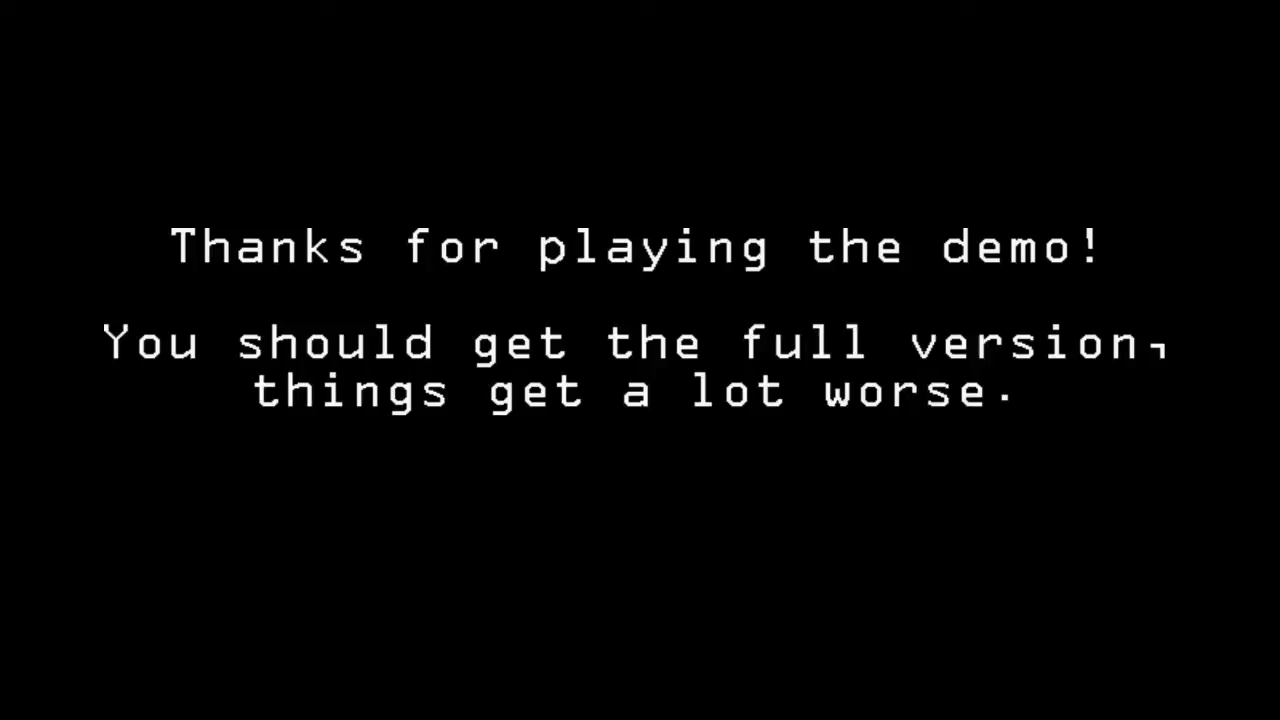 Thanks for playing the demo!
You should get the full version,
things get a lot worse.